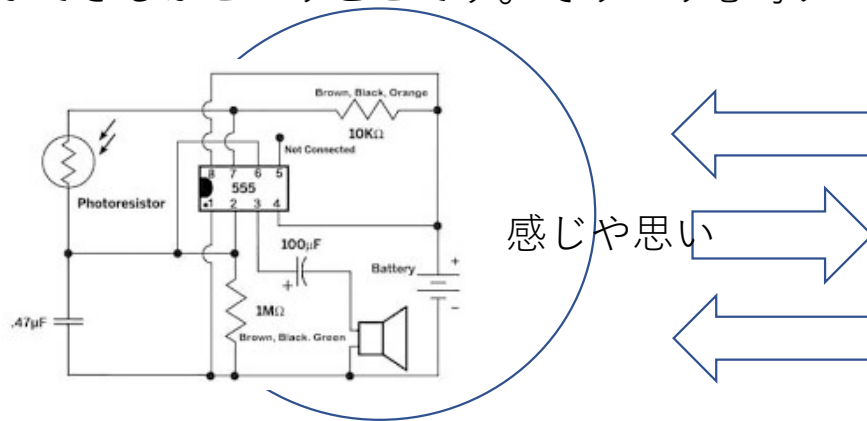 Brown, Black, Orange
10KΩ
Not Connected
8 7 6 5
555
1 2 3 4
Photoresistor
感じや思い
100μF
+
Battery
+
−
1MΩ
.47μF
Brown, Black. Green